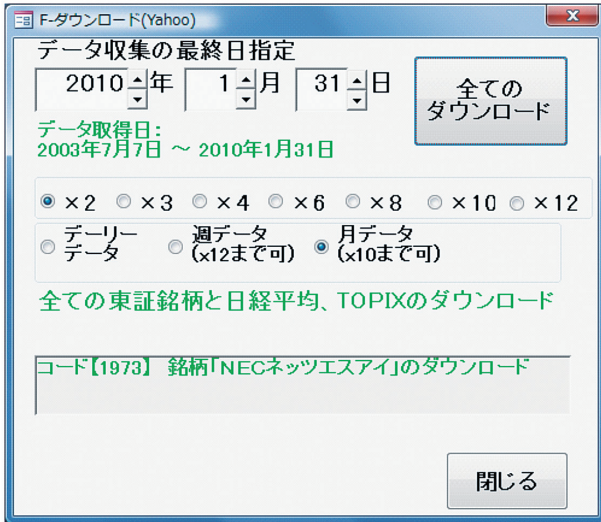 F-ダウンロード(Yahoo)
データ収集の最終日指定
2010 年 1 月 31 日
全ての
ダウンロード
データ取得日：
2003年7月7日 ～ 2010年1月31日
×2 ×3 ×4 ×6 ×8 ×10 ×12
デーリー
データ
週データ
(x12まで可)
月データ
(x10まで可)
全ての東証銘柄と日経平均、TOPIXのダウンロード
コード【1973】 銘柄「NECネッツエスアイ」のダウンロード
閉じる